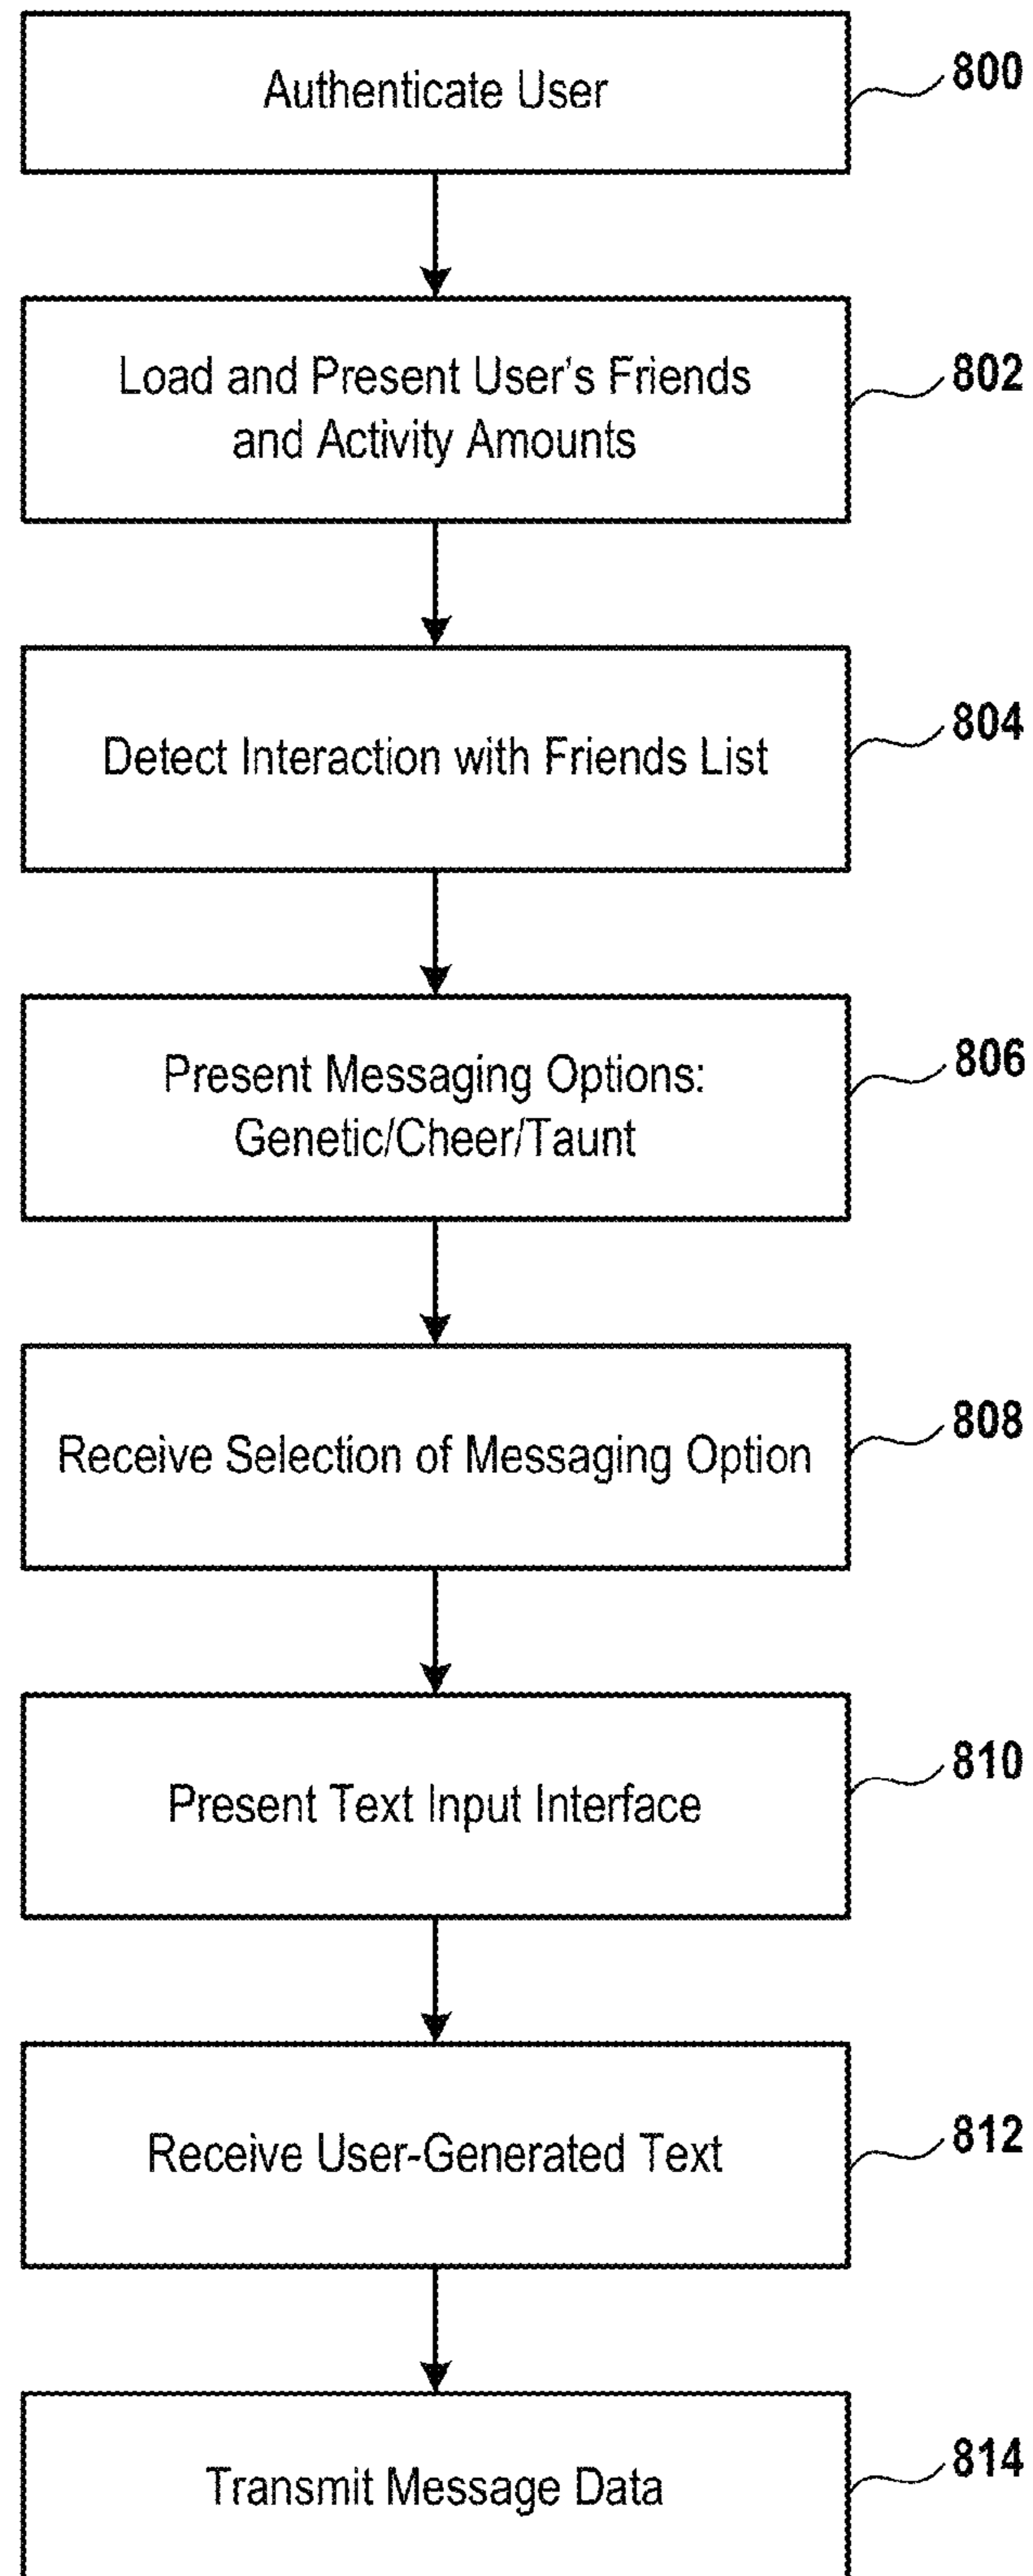 Authenticate User
800
Load and Present User's Friends
and Activity Amounts
802
Detect Interaction with Friends List
804
Present Messaging Options:
Genetic/Cheer/Taunt
806
Receive Selection of Messaging Option
808
Present Text Input Interface
810
Receive User-Generated Text
812
Transmit Message Data
814